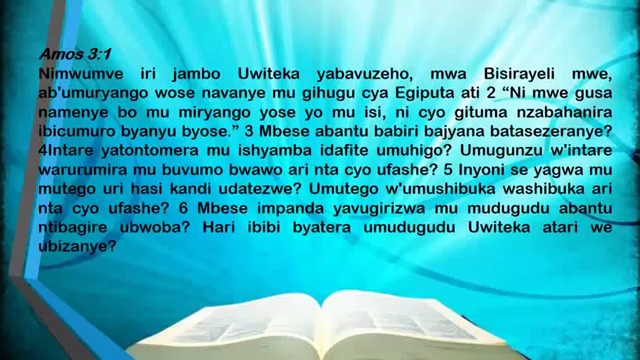 Amos 3:1
Nimwumve iri jambo Uwiteka yabavuzeho, mwa Bisirayeli mwe,
ab'umuryango wose navanye mu gihugu cya Egiputa ati 2 “Ni mwe gusa
namenye bo mu miryango yose yo mu isi, ni cyo gituma nzabahanira
ibicumuro byanyu byose.” 3 Mbese abantu babiri bajyana batasezeranye?
4Intare yatontomera mu ishyamba idafite umuhigo? Umugunzu w'intare
warurumira mu buvumo bwawo ari nta cyo ufashe? 5 Inyoni se yagwa mu
mutego uri hasi kandi udatezwe? Umutego w'umushibuka washibuka ari
nta cyo ufashe? 6 Mbese impanda yavugirizwa mu mudugudu abantu
ntibagire ubwoba? Hari ibibi byatera umudugudu Uwiteka atari we
ubizanye?